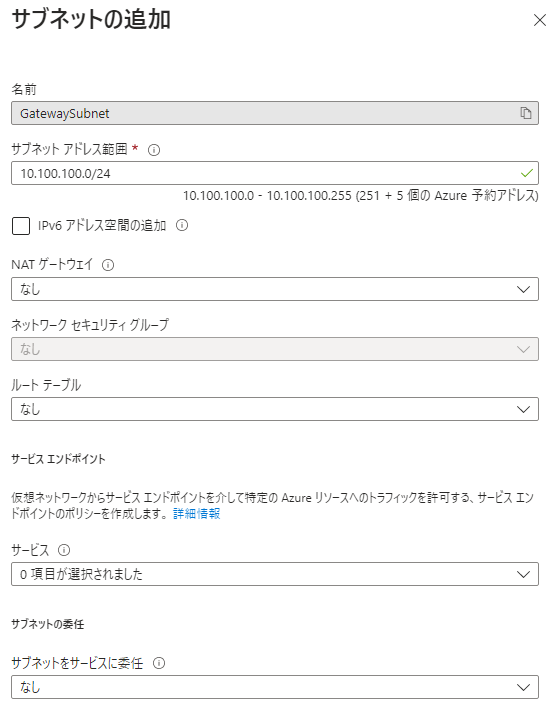 サブネットの追加
名前
GatewaySubnet
サブネット アドレス範囲 *
10.100.100.0/24
10.100.100.0 - 10.100.100.255 (251 + 5 個の Azure 予約アドレス)
IPv6 アドレス空間の追加
NAT ゲートウェイ
なし
ネットワーク セキュリティ グループ
なし
ルート テーブル
なし
サービス エンドポイント
仮想ネットワークからサービス エンドポイントを介して特定の Azure リソースへのトラフィックを許可する、サービス エン
ドポイントのポリシーを作成します。 詳細情報
サービス
0 項目が選択されました
サブネットの委任
サブネットをサービスに委任
なし